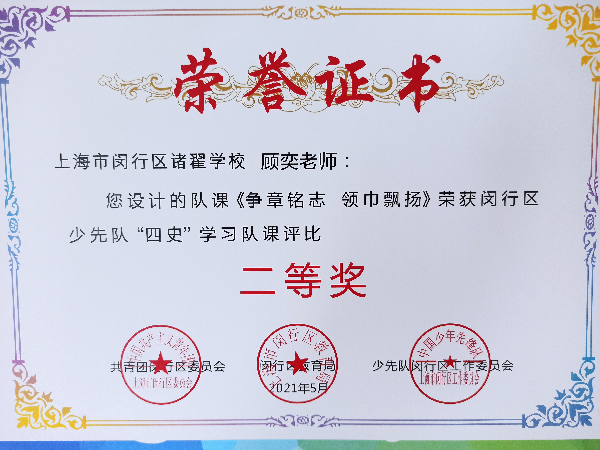 荣誉证书
上海市闵行区诸翟学校 顾奕老师：
您设计的队课《争章铭志 领巾飘扬》荣获闵行区
少先队“四史”学习队课评比
二等奖
共青团闵行区委员会 闵行区教育局 少先队闵行区工作委员会
2021年5月